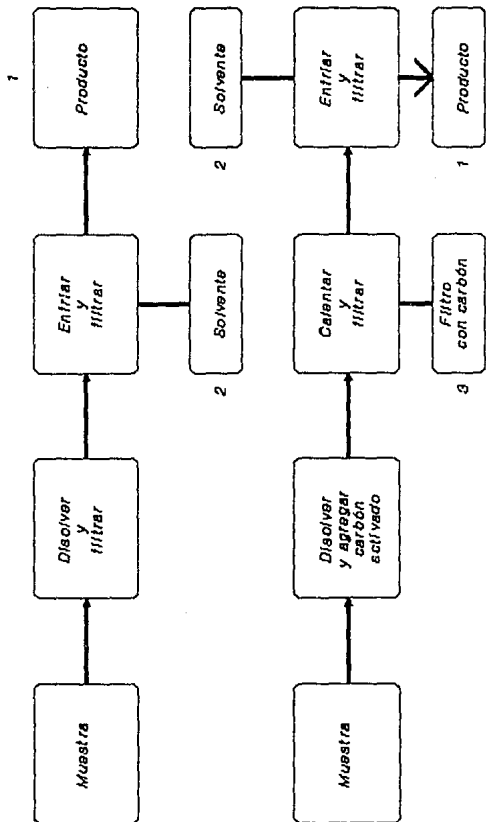 Muestra
Disolver
y
filtrar
Enfriar
y
filtrar
Producto
1
Solvente
2
Muestra
Disolver
y agregar
carbón
activado
Calentar
y
filtrar
Enfriar
y
filtrar
Solvente
2
Filtro
con carbón
3
Producto
1